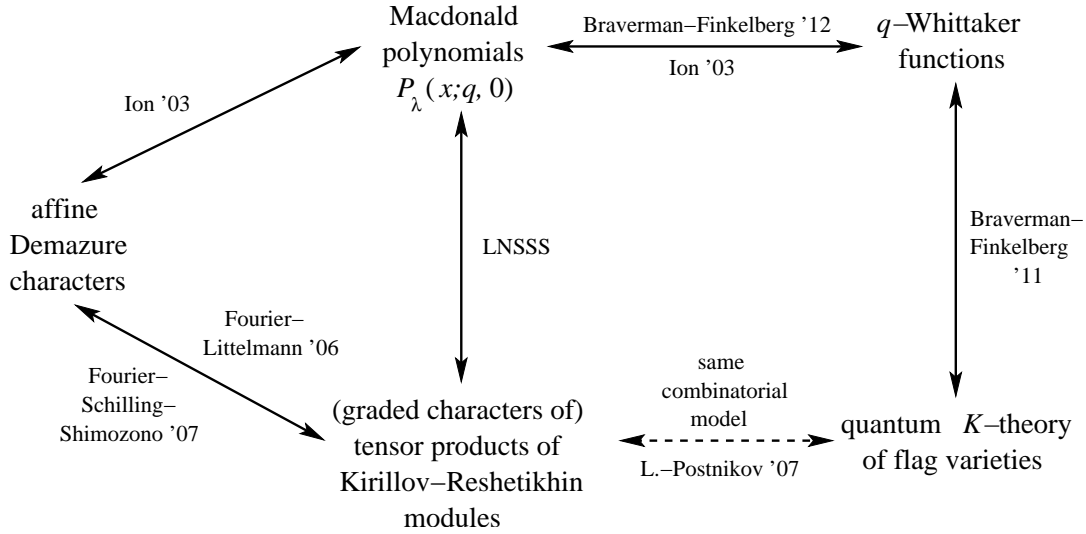 Macdonald
polynomials
P_λ(x;q, 0)
Braverman–Finkelberg '12
Ion '03
q–Whittaker
functions
Ion '03
affine
Demazure
characters
LNSSS
Braverman–
Finkelberg
'11
Fourier–
Littelmann '06
Fourier–
Schilling–
Shimozono '07
(graded characters of)
tensor products of
Kirillov–Reshetikhin
modules
same
combinatorial
model
L.–Postnikov '07
quantum K–theory
of flag varieties